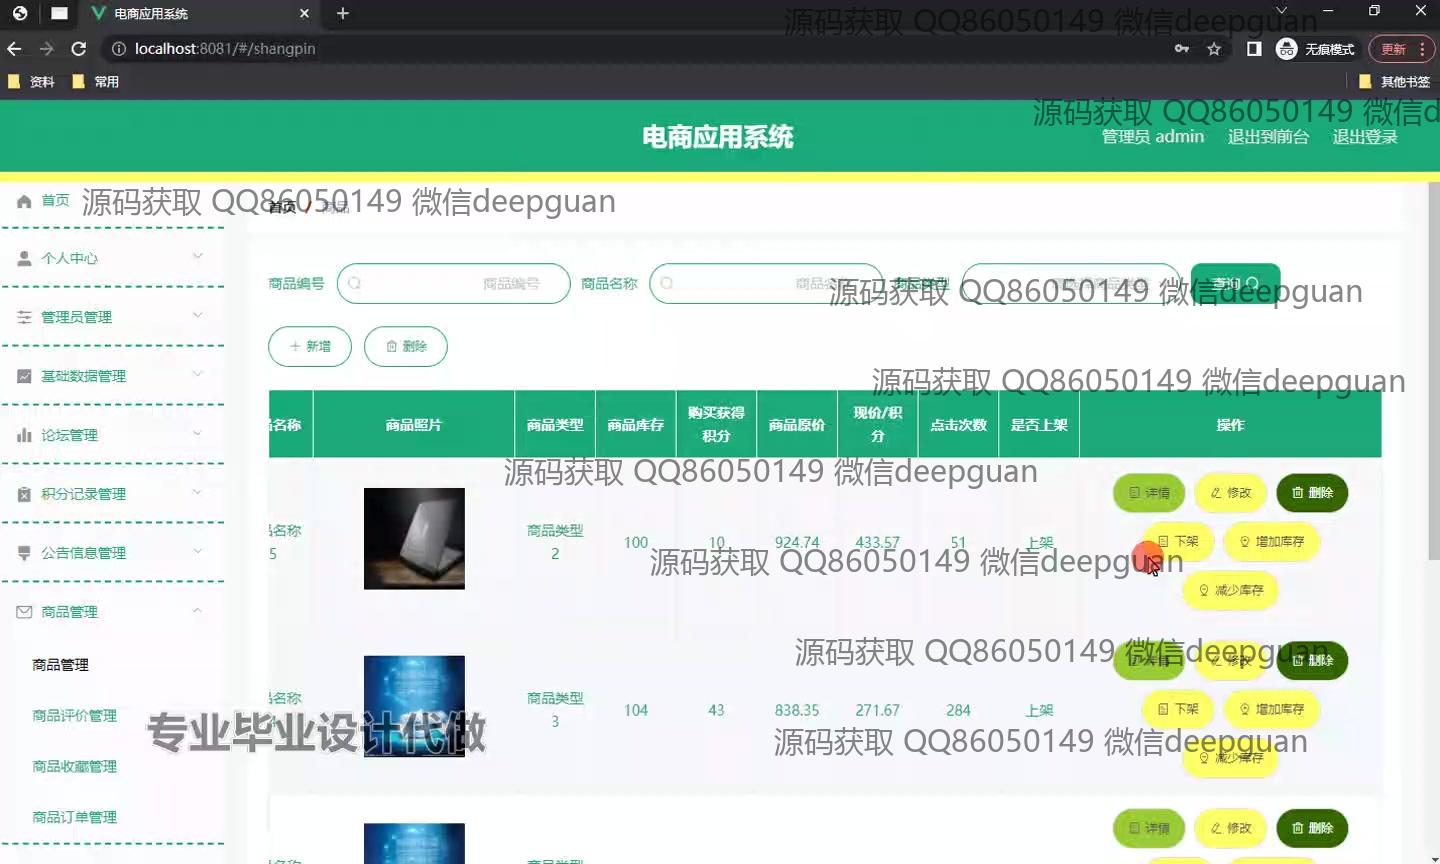 电商应用系统
localhost:8081/#/shangpin
无痕模式
更新
资料
常用
其他书签
源码获取 QQ86050149 微信deepguan
源码获取 QQ86050149 微信d
电商应用系统
管理员 admin
退出到前台
退出登录
首页
源码获取 QQ86050149 微信deepguan
首页 / 商品
个人中心
管理员管理
基础数据管理
论坛管理
积分记录管理
公告信息管理
商品管理
商品管理
商品评价管理
商品收藏管理
商品订单管理
商品编号
商品编号
商品名称
商品类型
查询
源码获取 QQ86050149 微信deepguan
新增
删除
源码获取 QQ86050149 微信deepguan
名称
商品照片
商品类型
商品库存
购买获得
积分
商品原价
现价/积
分
点击次数
是否上架
操作
源码获取 QQ86050149 微信deepguan
名称
5
商品类型
2
100
10
924.74
433.57
51
上架
详情
修改
删除
下架
增加库存
减少库存
源码获取 QQ86050149 微信deepguan
源码获取 QQ86050149 微信deepguan
名称
商品类型
3
104
43
838.35
271.67
284
上架
详情
修改
删除
下架
增加库存
减少库存
专业毕业设计代做
源码获取 QQ86050149 微信deepguan
详情
修改
删除